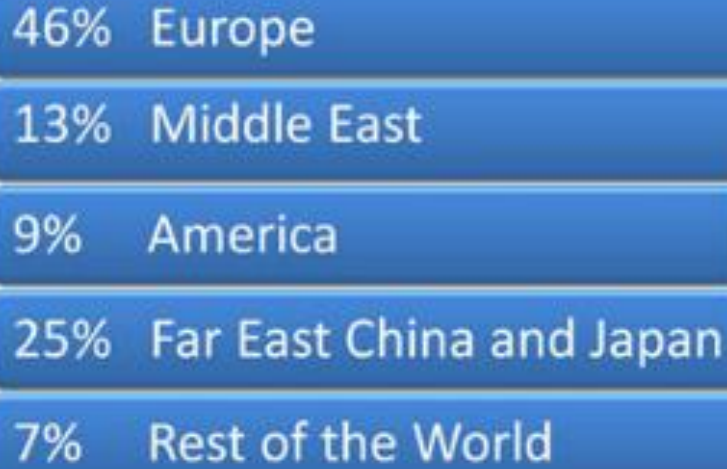 46% Europe
13% Middle East
9% America
25% Far East China and Japan
7% Rest of the World